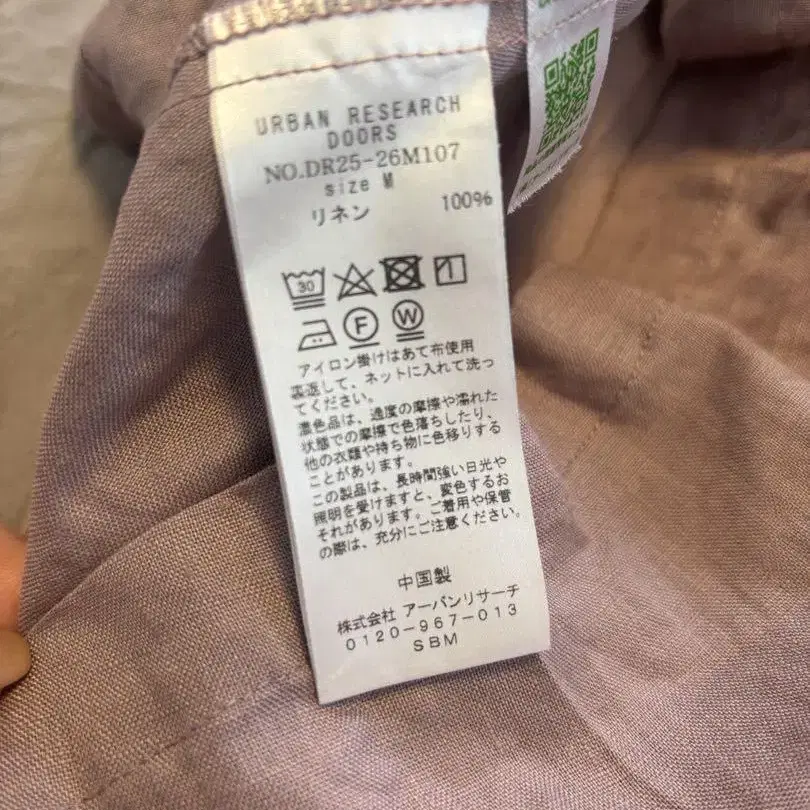 URBAN RESEARCH
DOORS
NO.DR25-26M107
size M
リネン 100%
30
F
W
アイロン掛けはあて布使用
裏返して、ネットに入れて洗っ
てください。
濃色品は、過度の摩擦や濡れた
状態での摩擦で色落ちしたり、
他の衣類や持ち物に色移りする
ことがあります。
この製品は、長時間強い日光や
照明を受けますと、変色するお
それがあります。ご着用や保管
の際は、充分にご注意ください。
中国製
株式会社 アーバンリサーチ
0120-967-013
SBM